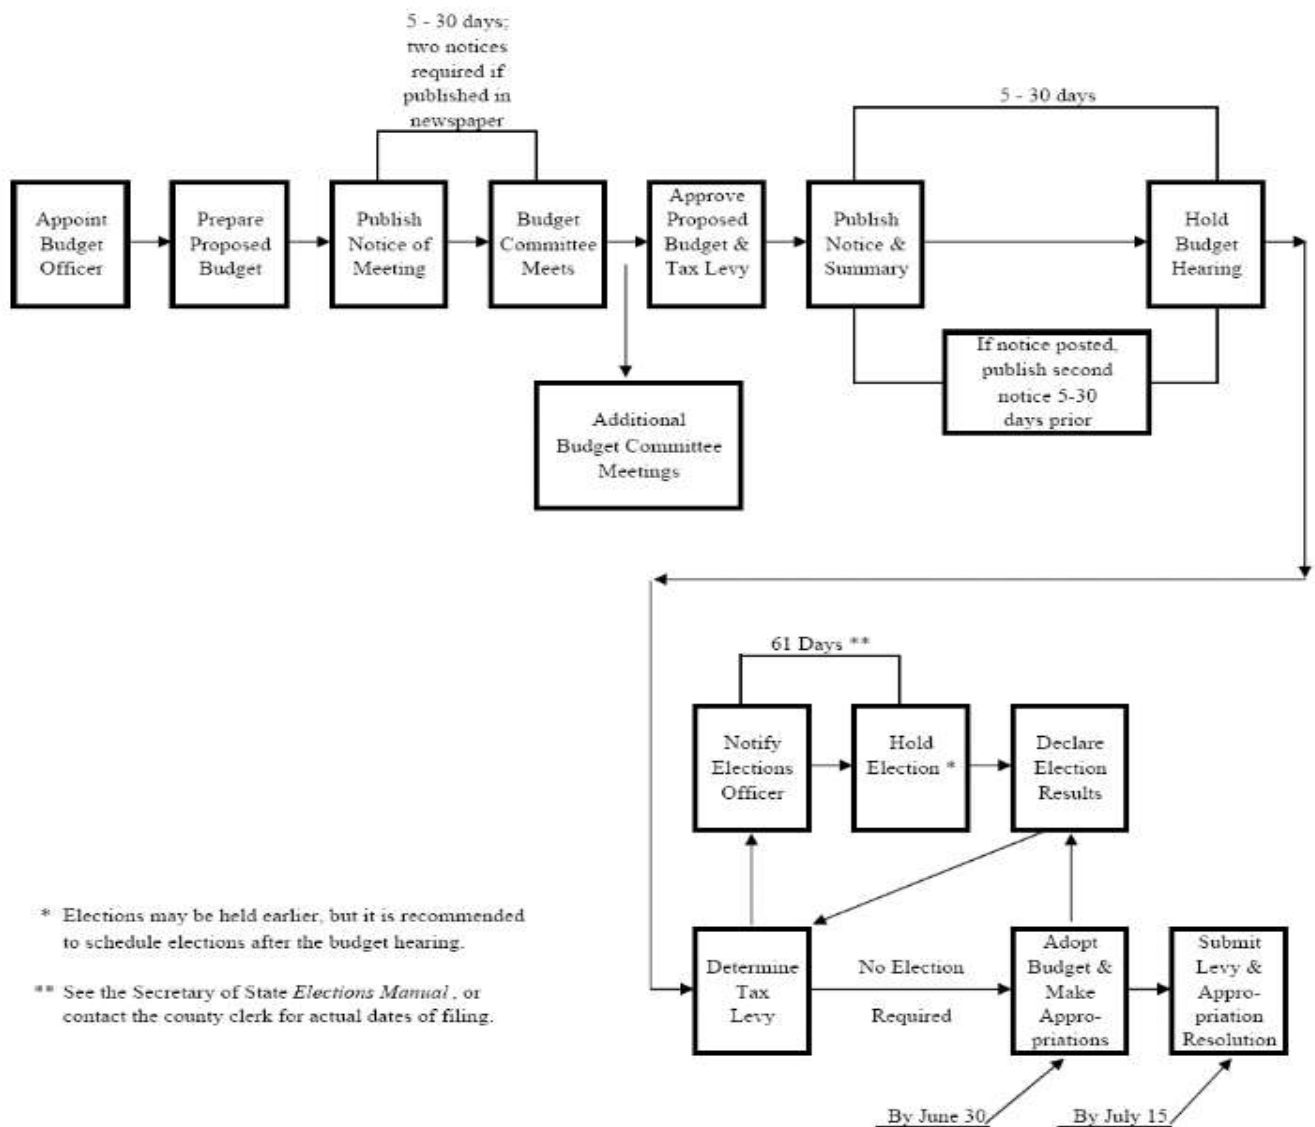 5 - 30 days;
two notices
required if
published in
newspaper
5 - 30 days
Appoint
Budget
Officer
Prepare
Proposed
Budget
Publish
Notice of
Meeting
Budget
Committee
Meets
Approve
Proposed
Budget &
Tax Levy
Publish
Notice &
Summary
Hold
Budget
Hearing
If notice posted,
publish second
notice 5-30
days prior
Additional
Budget Committee
Meetings
61 Days **
Notify
Elections
Officer
Hold
Election *
Declare
Election
Results
* Elections may be held earlier, but it is recommended
to schedule elections after the budget hearing.
** See the Secretary of State Elections Manual , or
contact the county clerk for actual dates of filing.
Determine
Tax
Levy
No Election
Required
Adopt
Budget &
Make
Appro-
priations
Submit
Levy &
Appro-
priation
Resolution
By June 30
By July 15